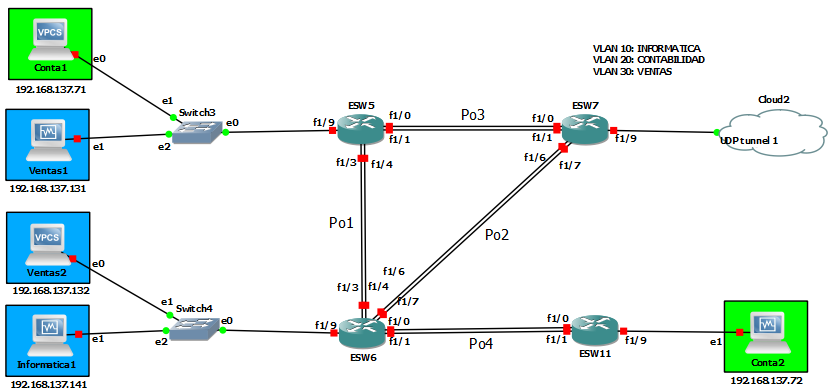 VPCS
Conta1
e0
192.168.137.71
e1
Switch3
e0
Ventas1
e1
e2
192.168.137.131
VPCS
Ventas2
e0
192.168.137.132
e1
Switch4
e0
Informatica1
e1
e2
192.168.137.141
ESW5
f1/9
f1/0
f1/1
f1/3
f1/4
Po3
f1/0
f1/1
ESW7
f1/6
f1/7
f1/9
VLAN 10: INFORMATICA
VLAN 20: CONTABILIDAD
VLAN 30: VENTAS
Cloud2
UDP tunnel 1
Po1
Po2
f1/3
f1/4
f1/6
f1/7
f1/9
f1/0
f1/1
ESW6
Po4
f1/0
f1/1
ESW11
f1/9
e1
Conta2
192.168.137.72